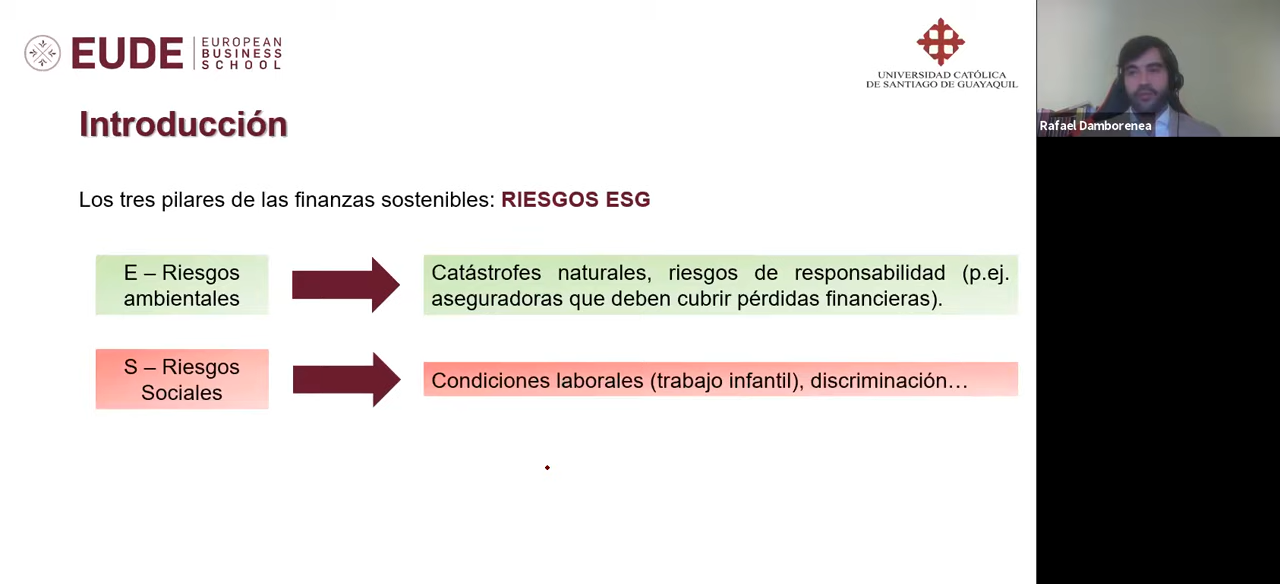 EUDE
EUROPEAN
BUSINESS
SCHOOL
UNIVERSIDAD CATÓLICA
DE SANTIAGO DE GUAYAQUIL
Rafael Damborenea
Introducción
Los tres pilares de las finanzas sostenibles: RIESGOS ESG
E – Riesgos
ambientales
Catástrofes naturales, riesgos de responsabilidad (p.ej.
aseguradoras que deben cubrir pérdidas financieras).
S – Riesgos
Sociales
Condiciones laborales (trabajo infantil), discriminación…